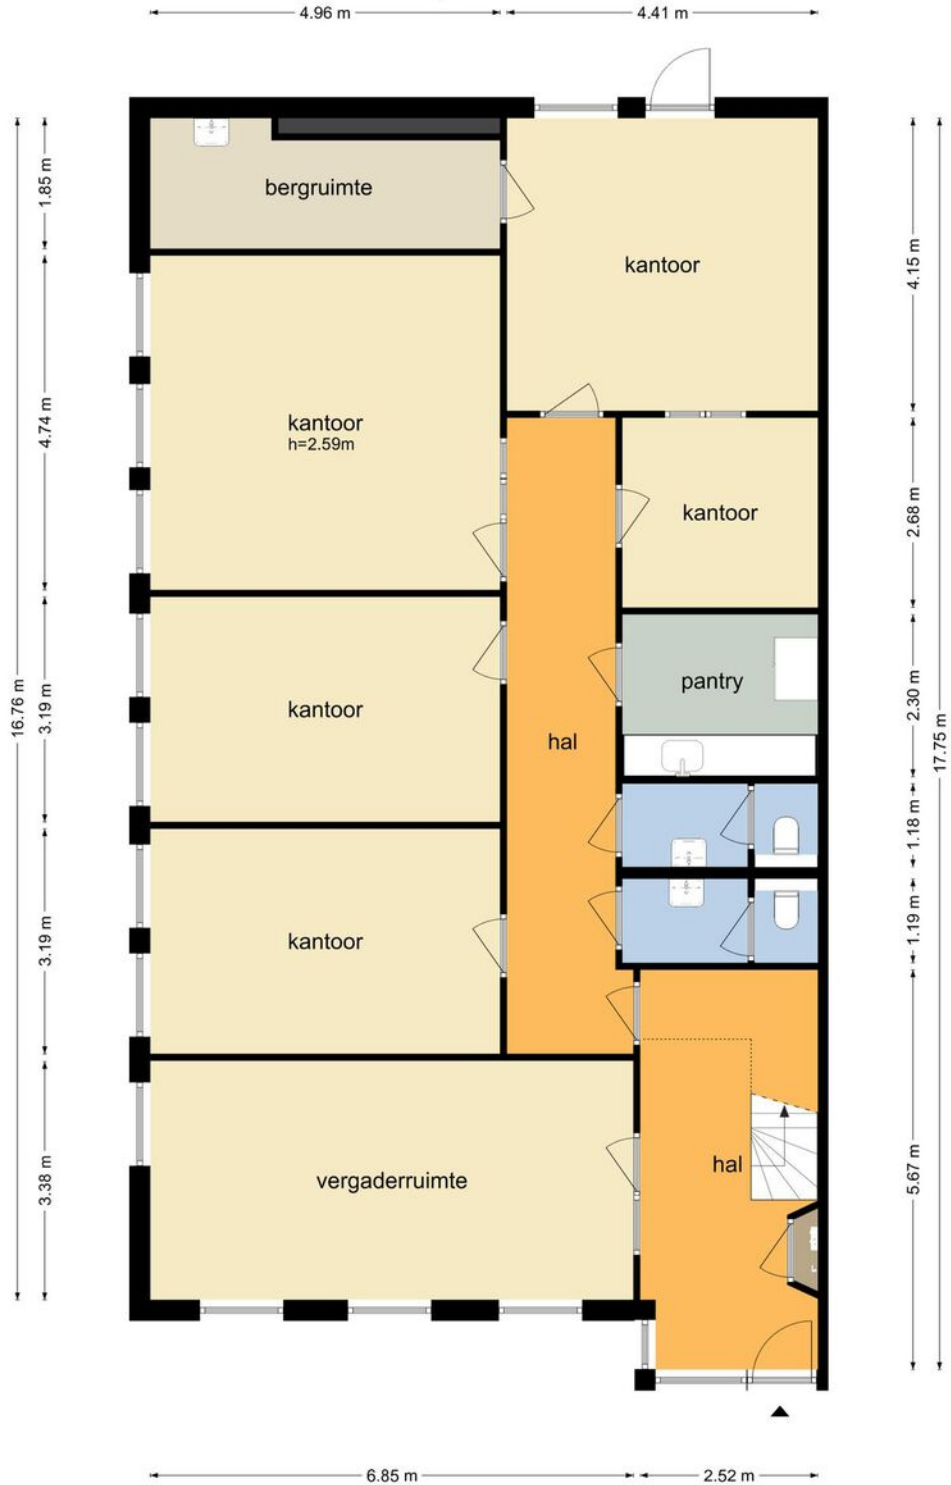 4.96 m
4.41 m
bergruimte
1.85 m
kantoor
4.15 m
kantoor
h=2.59m
4.74 m
kantoor
2.68 m
pantry
2.30 m
kantoor
3.19 m
16.76 m
hal
17.75 m
1.18 m
kantoor
3.19 m
1.19 m
hal
5.67 m
vergaderruimte
3.38 m
6.85 m
2.52 m